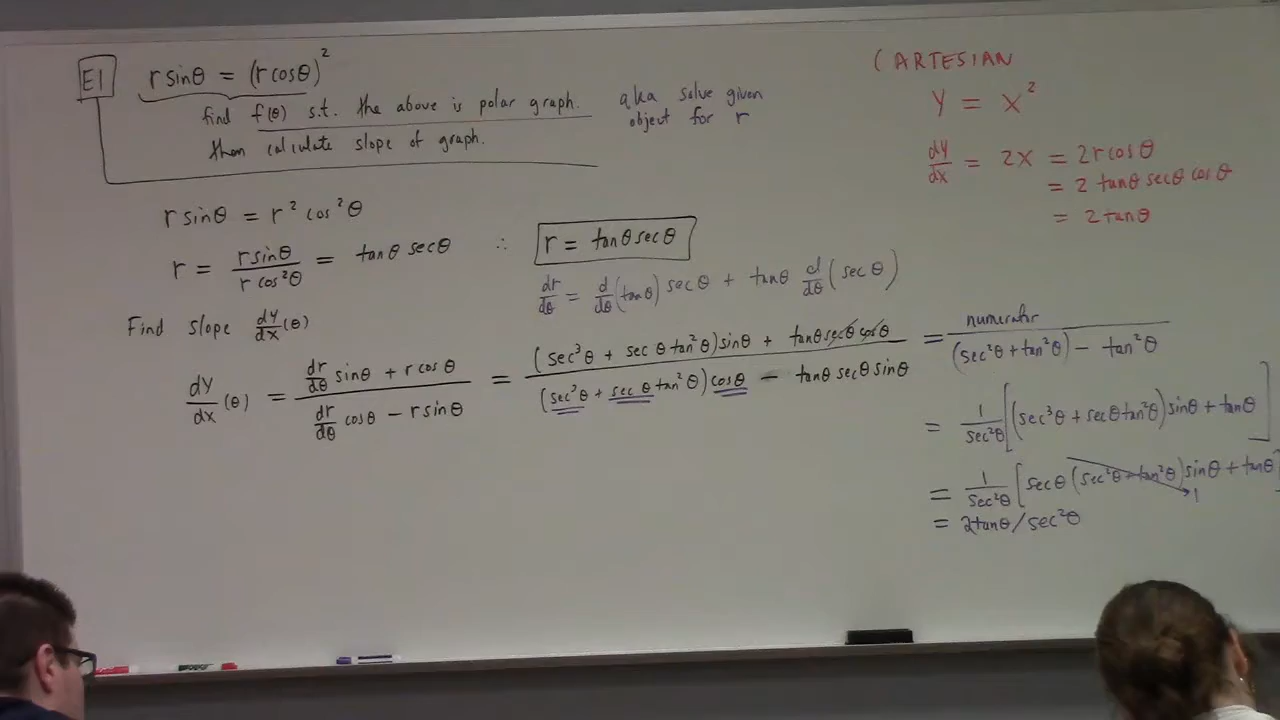 E1 r sinθ = (r cosθ)²
find f(θ) s.t. the above is polar graph.
then calculate slope of graph.
aka solve given
object for r
r sinθ = r² cos²θ
r = r sinθ / r cos²θ = tanθ secθ ∴ r = tanθ secθ
dr/dθ = d/dθ(tanθ) secθ + tanθ d/dθ(secθ)
Find slope dy/dx(θ)
dy/dx(θ) = (dr/dθ sinθ + r cosθ) / (dr/dθ cosθ − r sinθ) = ((sec³θ + secθ tan²θ) sinθ + tanθ secθ cosθ) / ((sec³θ + secθ tan²θ) cosθ − tanθ secθ sinθ) = numerator / ((sec²θ + tan²θ) − tan²θ)
= 1/sec²θ [(sec³θ + secθ tan²θ) sinθ + tanθ]
= 1/sec²θ [secθ (sec²θ + tan²θ) sinθ + tanθ 1
= 2tanθ/sec²θ
CARTESIAN
y = x²
dy/dx = 2x = 2r cosθ
= 2 tanθ secθ cosθ
= 2 tanθ